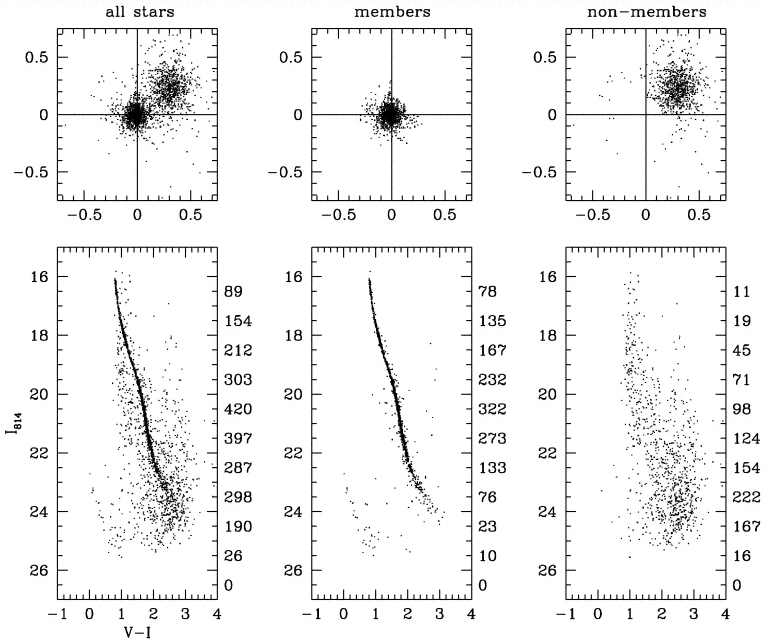 all stars members non-members
0.5 0.5 0.5
0 0 0
−0.5 −0.5 −0.5
−0.5 0 0.5 −0.5 0 0.5 −0.5 0 0.5
16 16 16
89 78 11
18 154 18 135 18 19
212 167 45
20 303 20 232 20 71
420 322 98
I814
397 273 124
22 22 22
287 133 154
298 76 222
24 24 24
190 23 167
26 10 16
26 0 26 0 26 0
−1 0 1 2 3 4 −1 0 1 2 3 4 −1 0 1 2 3 4
V−I